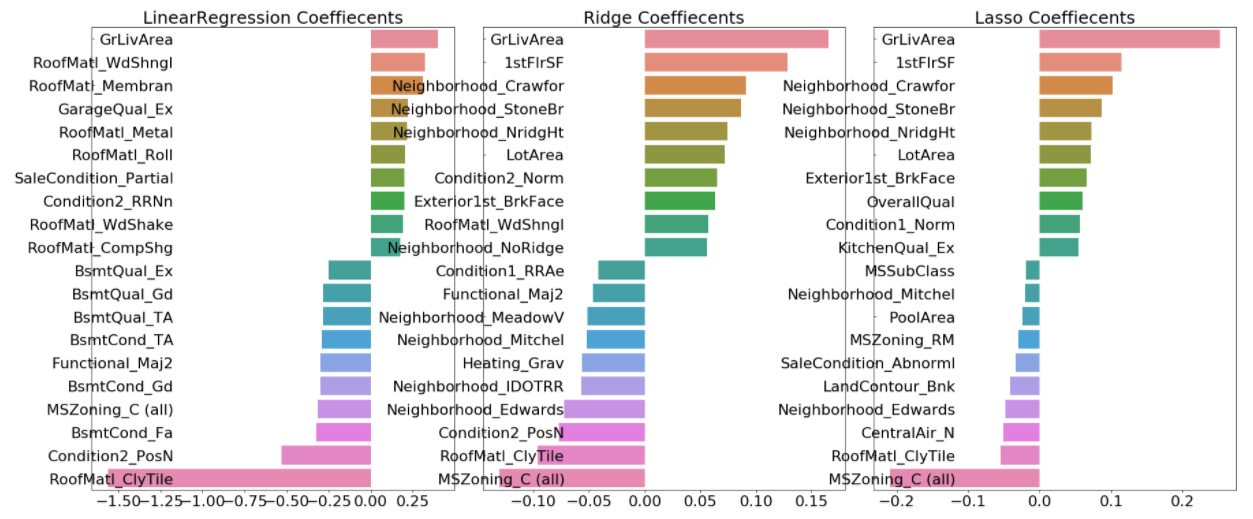 LinearRegression Coeffiecents
GrLivArea
RoofMatl_WdShngl
RoofMatl_Membran
GarageQual_Ex
RoofMatl_Metal
RoofMatl_Roll
SaleCondition_Partial
Condition2_RRNn
RoofMatl_WdShake
RoofMatl_CompShg
BsmtQual_Ex
BsmtQual_Gd
BsmtQual_TA
BsmtCond_TA
Functional_Maj2
BsmtCond_Gd
MSZoning_C (all)
BsmtCond_Fa
Condition2_PosN
RoofMatl_ClyTile
-1.50 -1.25 -1.00 -0.75 -0.50 -0.25 0.00 0.25
Ridge Coeffiecents
GrLivArea
1stFlrSF
Neighborhood_Crawfor
Neighborhood_StoneBr
Neighborhood_NridgHt
LotArea
Condition2_Norm
Exterior1st_BrkFace
RoofMatl_WdShngl
Neighborhood_NoRidge
Condition1_RRAe
Functional_Maj2
Neighborhood_MeadowV
Neighborhood_Mitchel
Heating_Grav
Neighborhood_IDOTRR
Neighborhood_Edwards
Condition2_PosN
RoofMatl_ClyTile
MSZoning_C (all)
-0.10 -0.05 0.00 0.05 0.10 0.15
Lasso Coeffiecents
GrLivArea
1stFlrSF
Neighborhood_Crawfor
Neighborhood_StoneBr
Neighborhood_NridgHt
LotArea
Exterior1st_BrkFace
OverallQual
Condition1_Norm
KitchenQual_Ex
MSSubClass
Neighborhood_Mitchel
PoolArea
MSZoning_RM
SaleCondition_Abnorml
LandContour_Bnk
Neighborhood_Edwards
CentralAir_N
RoofMatl_ClyTile
MSZoning_C (all)
-0.2 -0.1 0.0 0.1 0.2